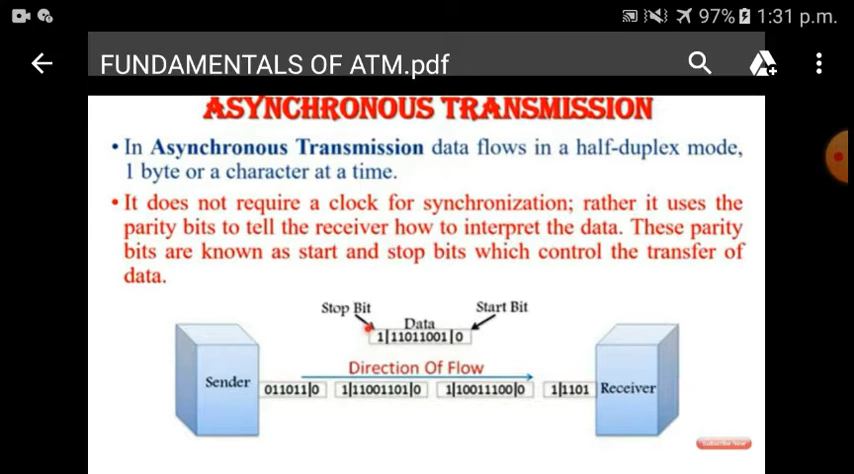 97% 1:31 p.m.
FUNDAMENTALS OF ATM.pdf
ASYNCHRONOUS TRANSMISSION
• In Asynchronous Transmission data flows in a half-duplex mode,
1 byte or a character at a time.
• It does not require a clock for synchronization; rather it uses the
parity bits to tell the receiver how to interpret the data. These parity
bits are known as start and stop bits which control the transfer of
data.
Stop Bit Start Bit
Data
1|11011001|0
Direction Of Flow
Sender 011011|0 1|11001101|0 1|10011100|0 1|1101 Receiver
Subscribe Now